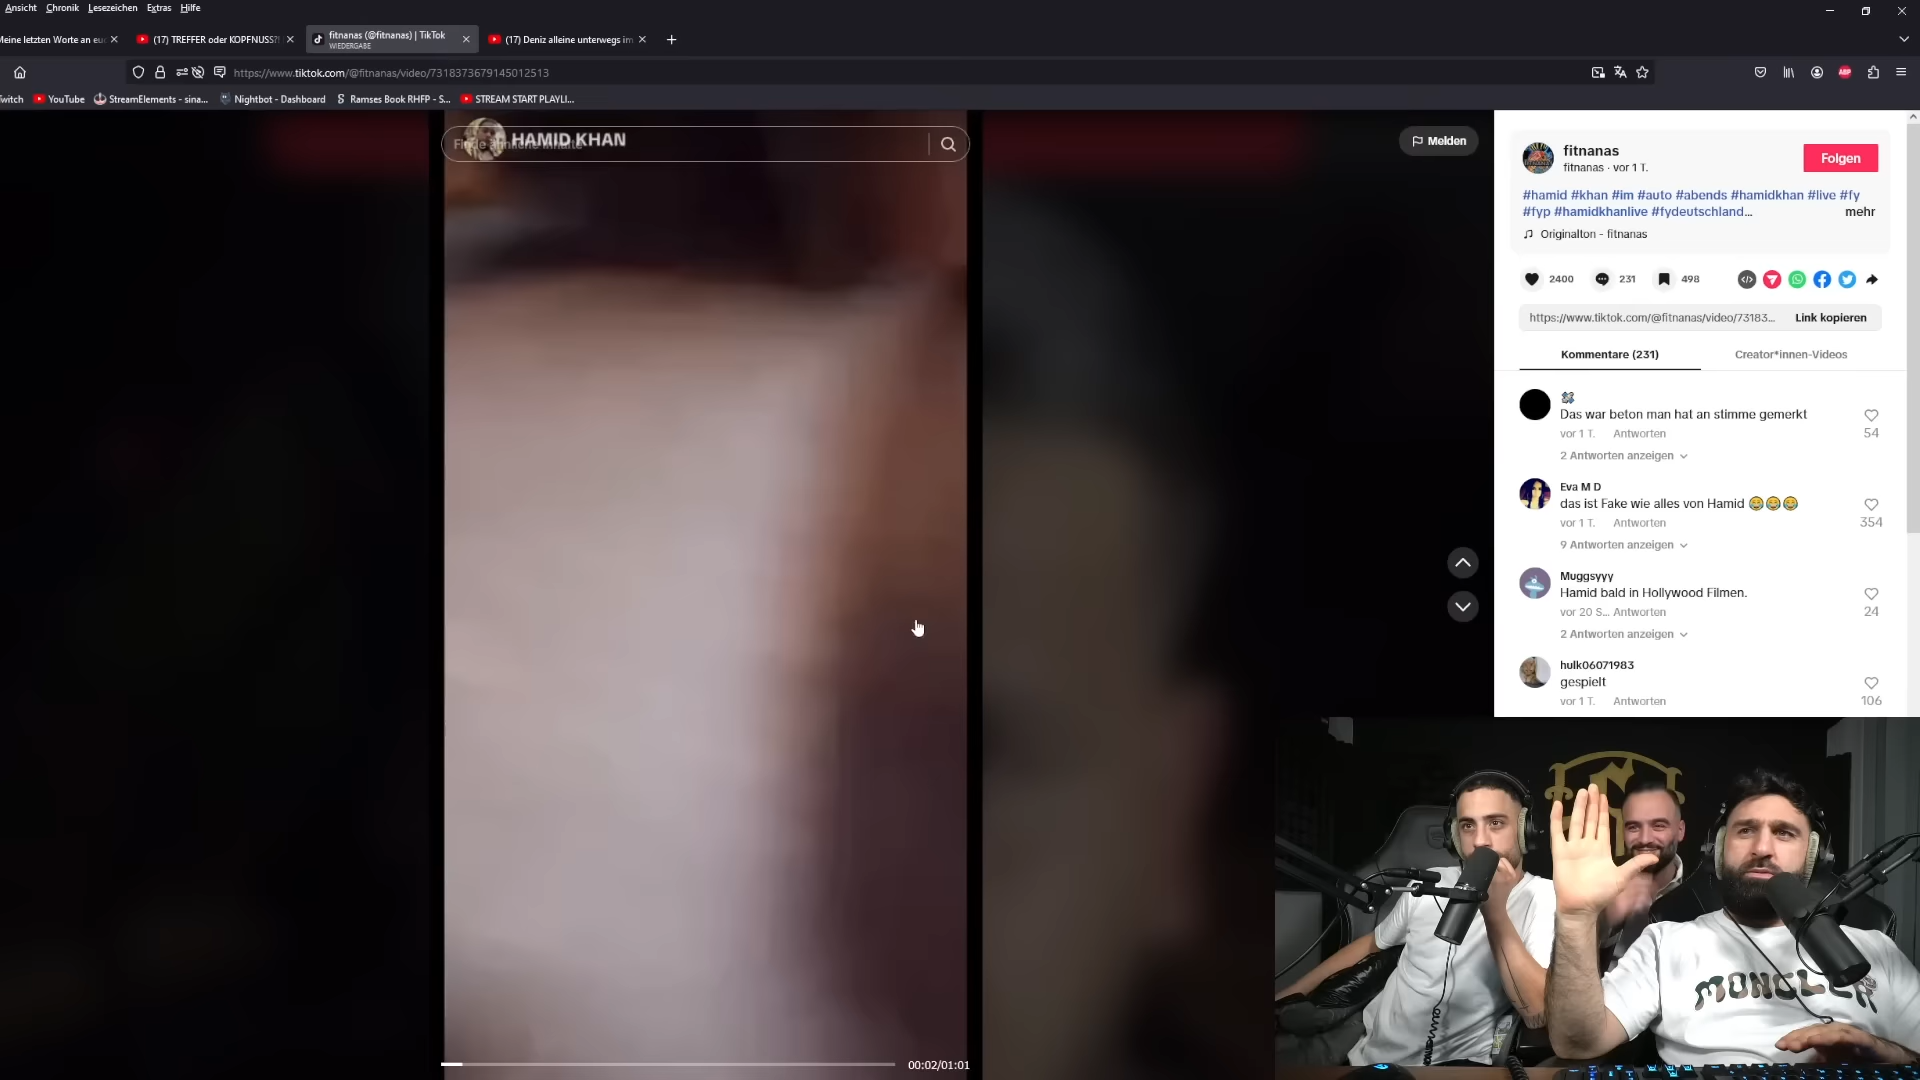 Ansicht Chronik Lesezeichen Extras Hilfe
Meine letzten Worte an eu
(17) TREFFER oder KOPFNUSS?!
fitnanas (@fitnanas) | TikTok
WIEDERGABE
(17) Deniz alleine unterwegs im
https://www.tiktok.com/@fitnanas/video/7318373679145012513
Twitch YouTube StreamElements - sina... Nightbot - Dashboard Ramses Book RHFP - S... STREAM START PLAYLI...
HAMID KHAN
Melden
fitnanas
fitnanas · vor 1 T.
Folgen
#hamid #khan #im #auto #abends #hamidkhan #live #fy
#fyp #hamidkhanlive #fydeutschland...
mehr
Originalton - fitnanas
2400 231 498
https://www.tiktok.com/@fitnanas/video/73183...
Link kopieren
Kommentare (231)
Creator*innen-Videos
Das war beton man hat an stimme gemerkt
vor 1 T. Antworten
54
2 Antworten anzeigen
Eva M D
das ist Fake wie alles von Hamid 😂😂😂
vor 1 T. Antworten
354
9 Antworten anzeigen
Muggsyyy
Hamid bald in Hollywood Filmen.
vor 20 S... Antworten
24
2 Antworten anzeigen
hulk06071983
gespielt
vor 1 T. Antworten
106
00:02/01:01
MONCLER